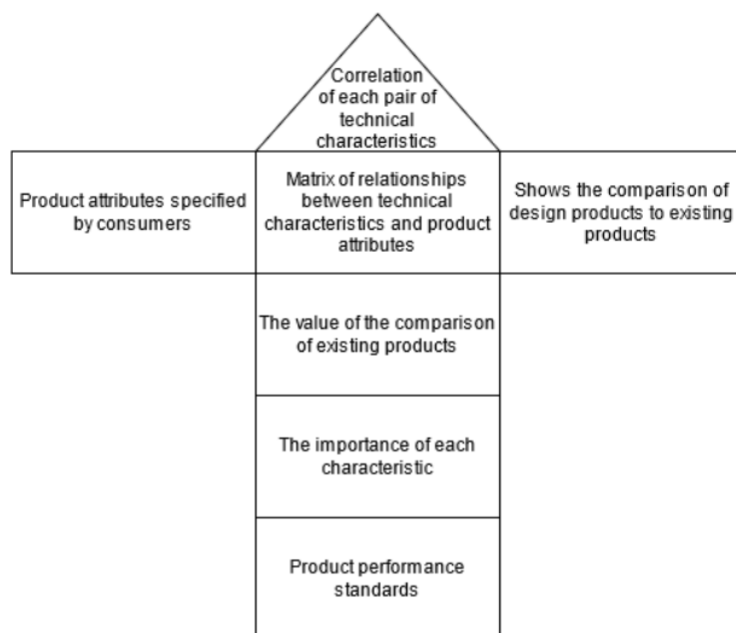 Correlation
of each pair of
technical
characteristics
Product attributes specified
by consumers
Matrix of relationships
between technical
characteristics and product
attributes
Shows the comparison of
design products to existing
products
The value of the comparison
of existing products
The importance of each
characteristic
Product performance
standards